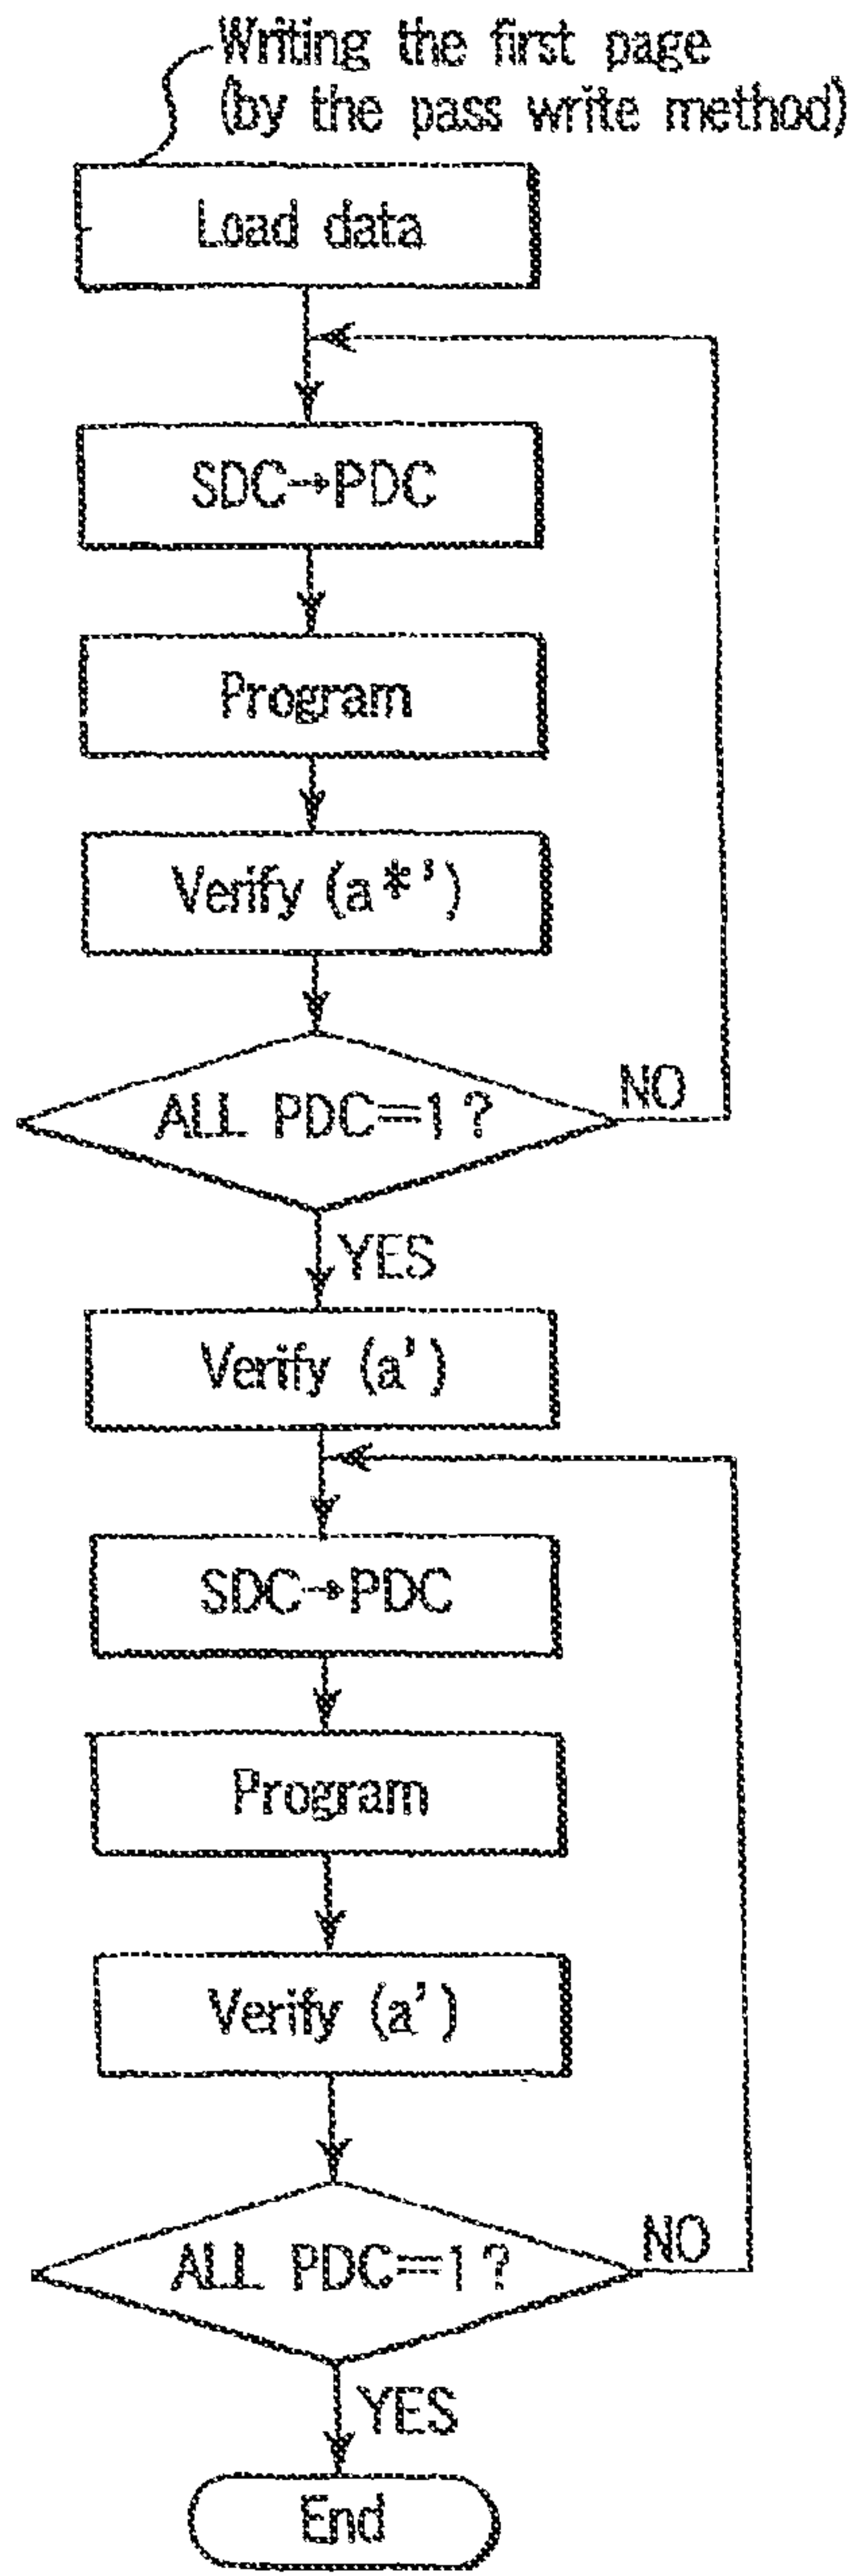 Writing the first page
(by the pass write method)
Load data
SDC→PDC
Program
Verify (a*')
ALL PDC=1?
NO
YES
Verify (a')
SDC→PDC
Program
Verify (a')
ALL PDC=1?
NO
YES
End